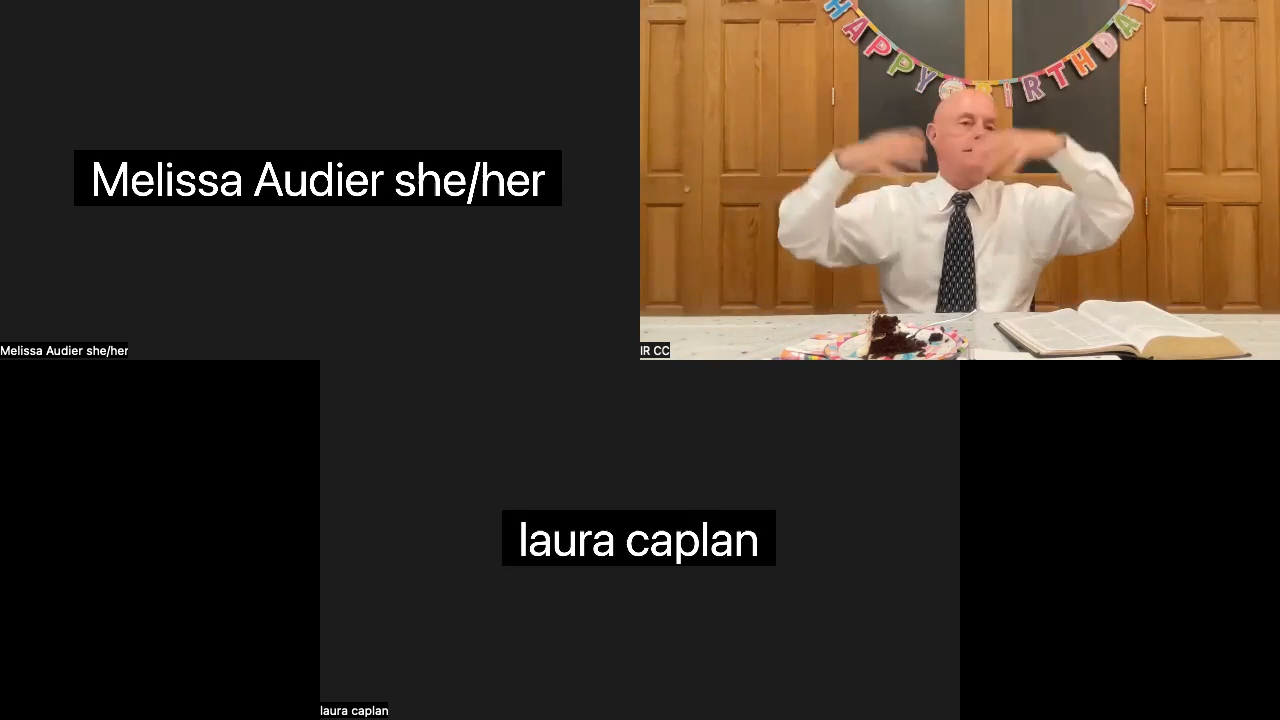 Melissa Audier she/her
Melissa Audier she/her
HAPPY BIRTHDAY
IR CC
laura caplan
laura caplan